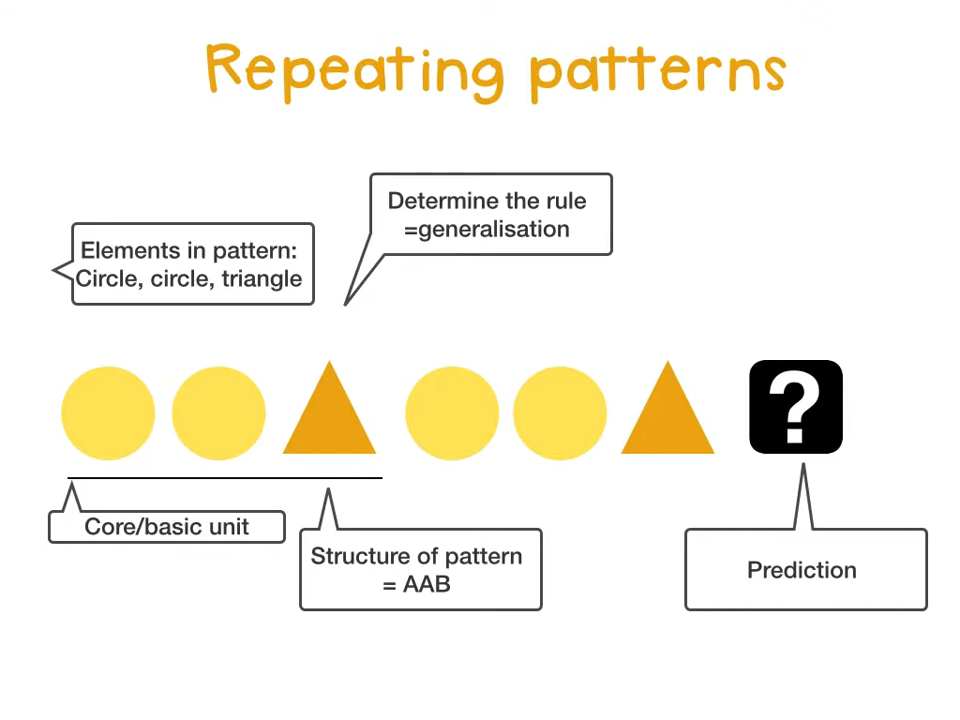 Repeating patterns
Determine the rule
=generalisation
Elements in pattern:
Circle, circle, triangle
?
Core/basic unit
Structure of pattern
= AAB
Prediction